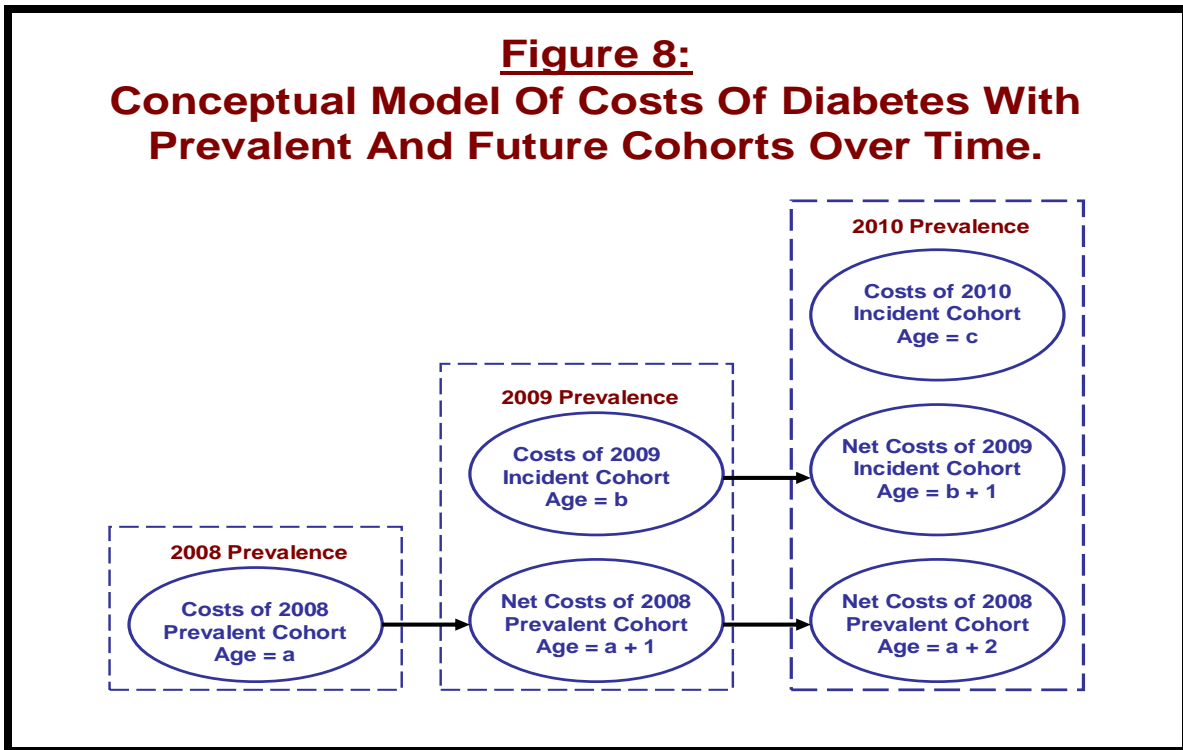 Figure 8:
Conceptual Model Of Costs Of Diabetes With
Prevalent And Future Cohorts Over Time.
2008 Prevalence
Costs of 2008
Prevalent Cohort
Age = a
2009 Prevalence
Costs of 2009
Incident Cohort
Age = b
Net Costs of 2008
Prevalent Cohort
Age = a + 1
2010 Prevalence
Costs of 2010
Incident Cohort
Age = c
Net Costs of 2009
Incident Cohort
Age = b + 1
Net Costs of 2008
Prevalent Cohort
Age = a + 2